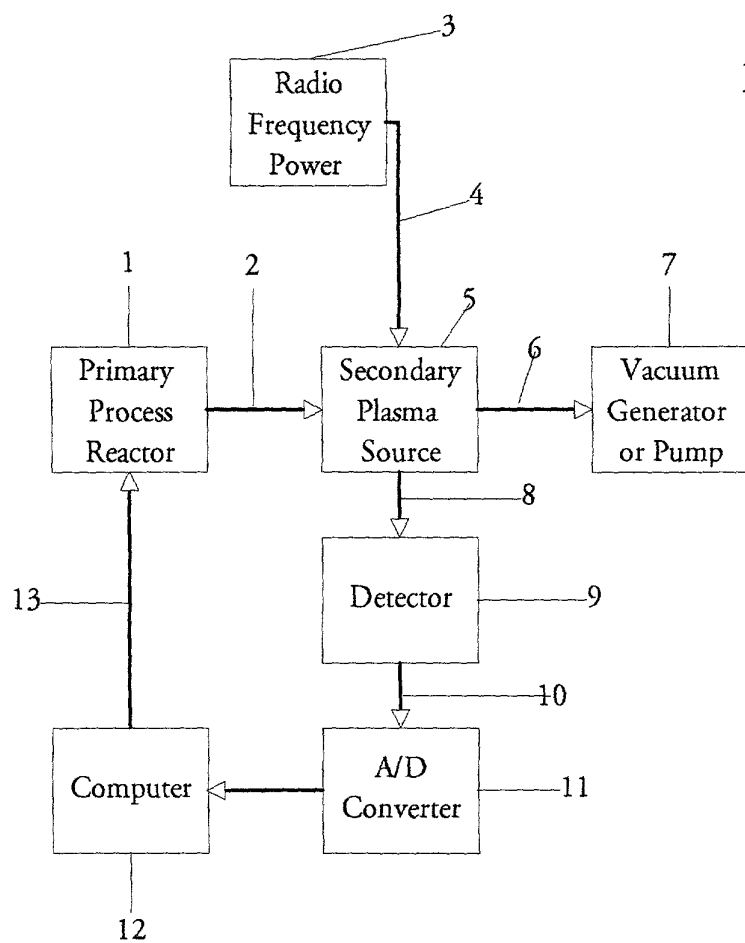 3
Radio
Frequency
Power
4
1
2
5
6
7
Primary
Process
Reactor
Secondary
Plasma
Source
Vacuum
Generator
or Pump
8
13
Detector
9
10
Computer
A/D
Converter
11
12